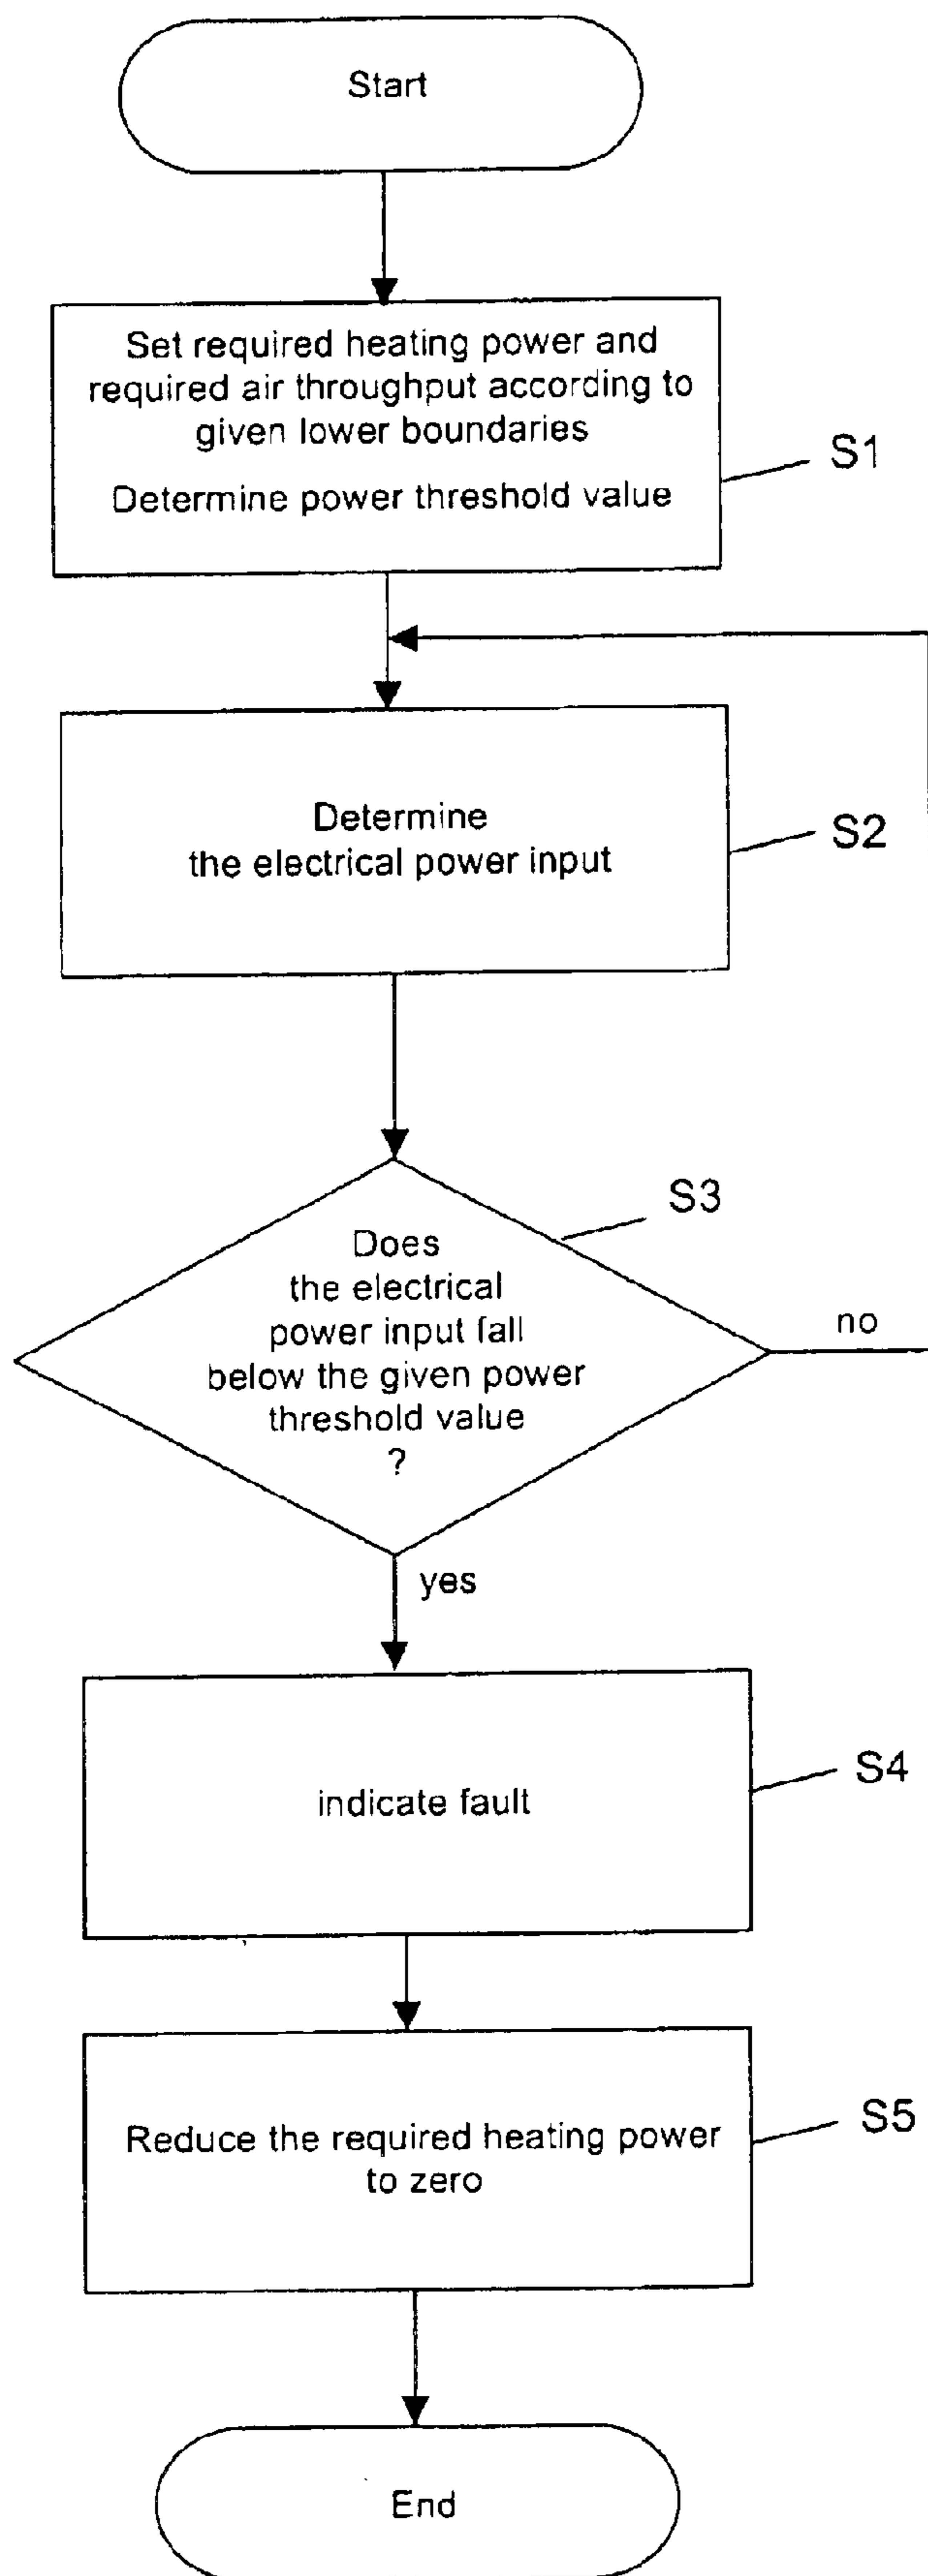 Start
Set required heating power and
required air throughput according to
given lower boundaries
Determine power threshold value
S1
Determine
the electrical power input
S2
S3
Does
the electrical
power input fall
below the given power
threshold value
?
no
yes
indicate fault
S4
Reduce the required heating power
to zero
S5
End